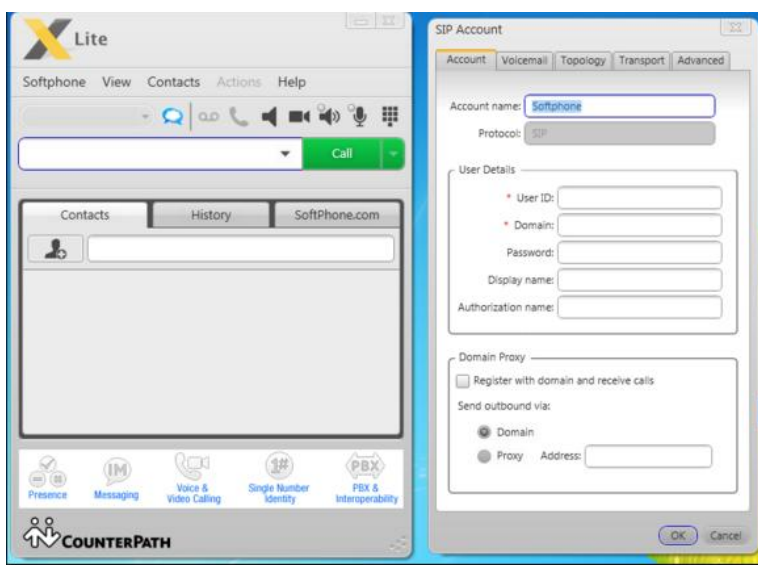 X Lite
Softphone View Contacts Actions Help
Call
Contacts History SoftPhone.com
Presence
IM
Messaging
Voice &
Video Calling
1#
Single Number
Identity
PBX
PBX &
Interoperability
COUNTERPATH
SIP Account
Account Voicemail Topology Transport Advanced
Account name: Softphone
Protocol: SIP
User Details
* User ID:
* Domain:
Password:
Display name:
Authorization name:
Domain Proxy
Register with domain and receive calls
Send outbound via:
Domain
Proxy Address:
OK Cancel